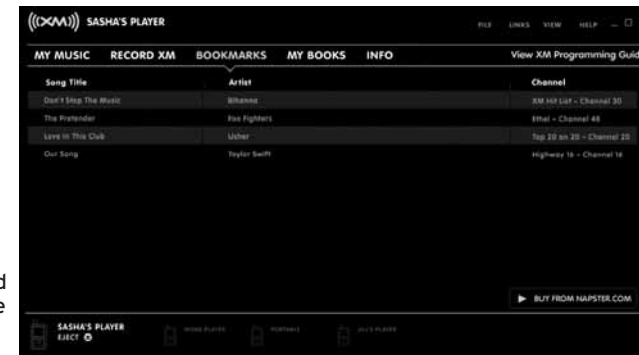 ((XM)) SASHA'S PLAYER
FILE LINKS VIEW HELP
MY MUSIC RECORD XM BOOKMARKS MY BOOKS INFO View XM Programming Guid
Song Title Artist Channel
Don't Stop The Music Rihanna XM Hit List – Channel 30
The Pretender Foo Fighters Ethel – Channel 48
Love In This Club Usher Top 20 on 20 – Channel 20
Our Song Taylor Swift Highway 16 – Channel 16
d
e
BUY FROM NAPSTER.COM
SASHA'S PLAYER PORTABLE JILL'S PLAYER
EJECT